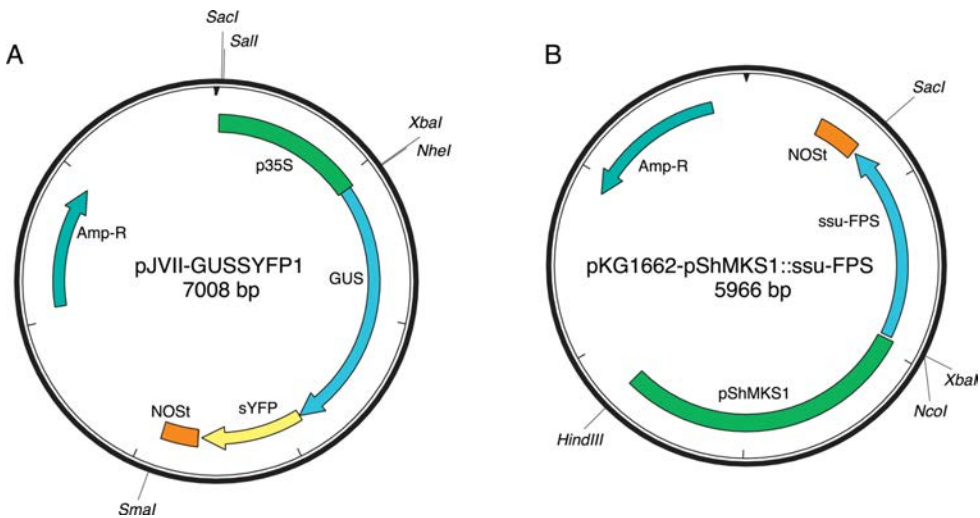 A
SacI
SalI
XbaI
NheI
p35S
Amp-R
pJVII-GUSSYFP1
7008 bp
GUS
sYFP
NOSt
SmaI
B
SacI
NOSt
Amp-R
ssu-FPS
pKG1662-pShMKS1::ssu-FPS
5966 bp
XbaI
NcoI
pShMKS1
HindIII